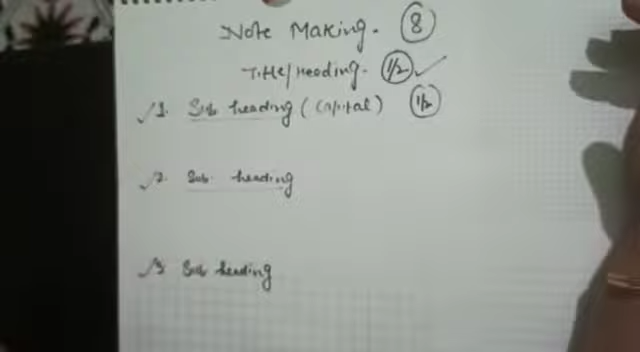 Note Making. 8
Title/Heading. 1/2 ✓
✓1. Sub heading (Capital) 1/2
✓2. Sub. heading
✓3. Sub heading